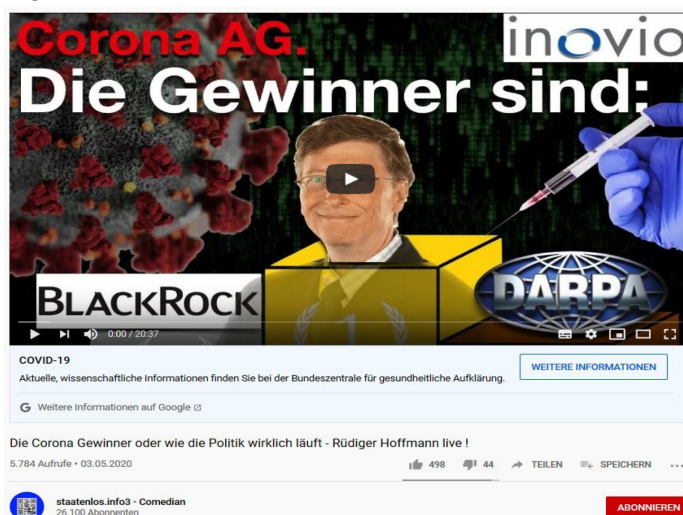 Corona AG.
inovio
Die Gewinner sind:
BLACKROCK
1
DARPA
0:00 / 20:37
COVID-19
Aktuelle, wissenschaftliche Informationen finden Sie bei der Bundeszentrale für gesundheitliche Aufklärung.
WEITERE INFORMATIONEN
G Weitere Informationen auf Google
Die Corona Gewinner oder wie die Politik wirklich läuft - Rüdiger Hoffmann live !
5.784 Aufrufe • 03.05.2020
498
44
TEILEN
SPEICHERN
...
staatenlos.info3 - Comedian
26.100 Abonnenten
ABONNIEREN